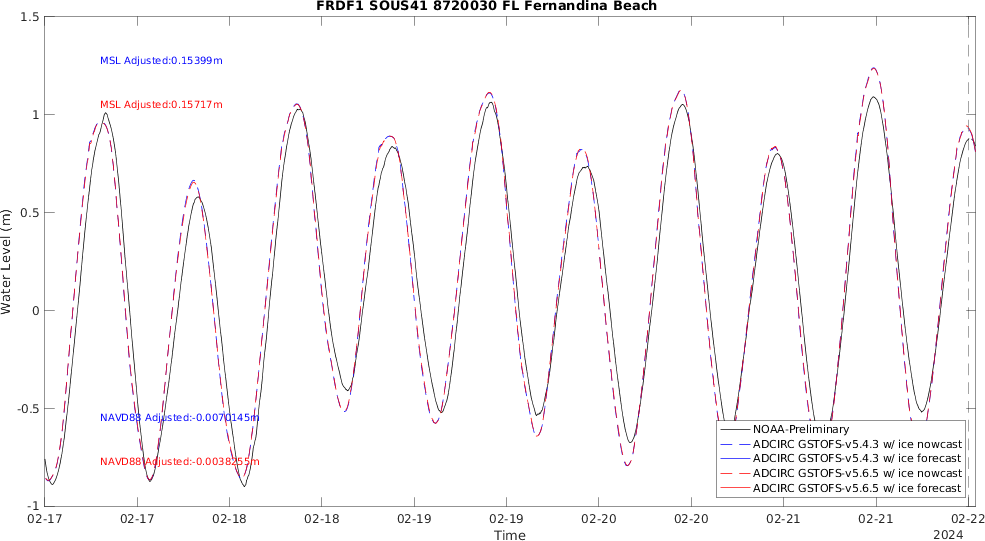 FRDF1 SOUS41 8720030 FL Fernandina Beach
1.5
MSL Adjusted:0.15399m
MSL Adjusted:0.15717m
1
0.5
Water Level (m)
0
-0.5
NAVD88 Adjusted:-0.0070145m
NAVD88 Adjusted:-0.0038255m
-1
NOAA-Preliminary
ADCIRC GSTOFS-v5.4.3 w/ ice nowcast
ADCIRC GSTOFS-v5.4.3 w/ ice forecast
ADCIRC GSTOFS-v5.6.5 w/ ice nowcast
ADCIRC GSTOFS-v5.6.5 w/ ice forecast
02-17 02-17 02-18 02-18 02-19 02-19 02-20 02-20 02-21 02-21 02-22
Time
2024